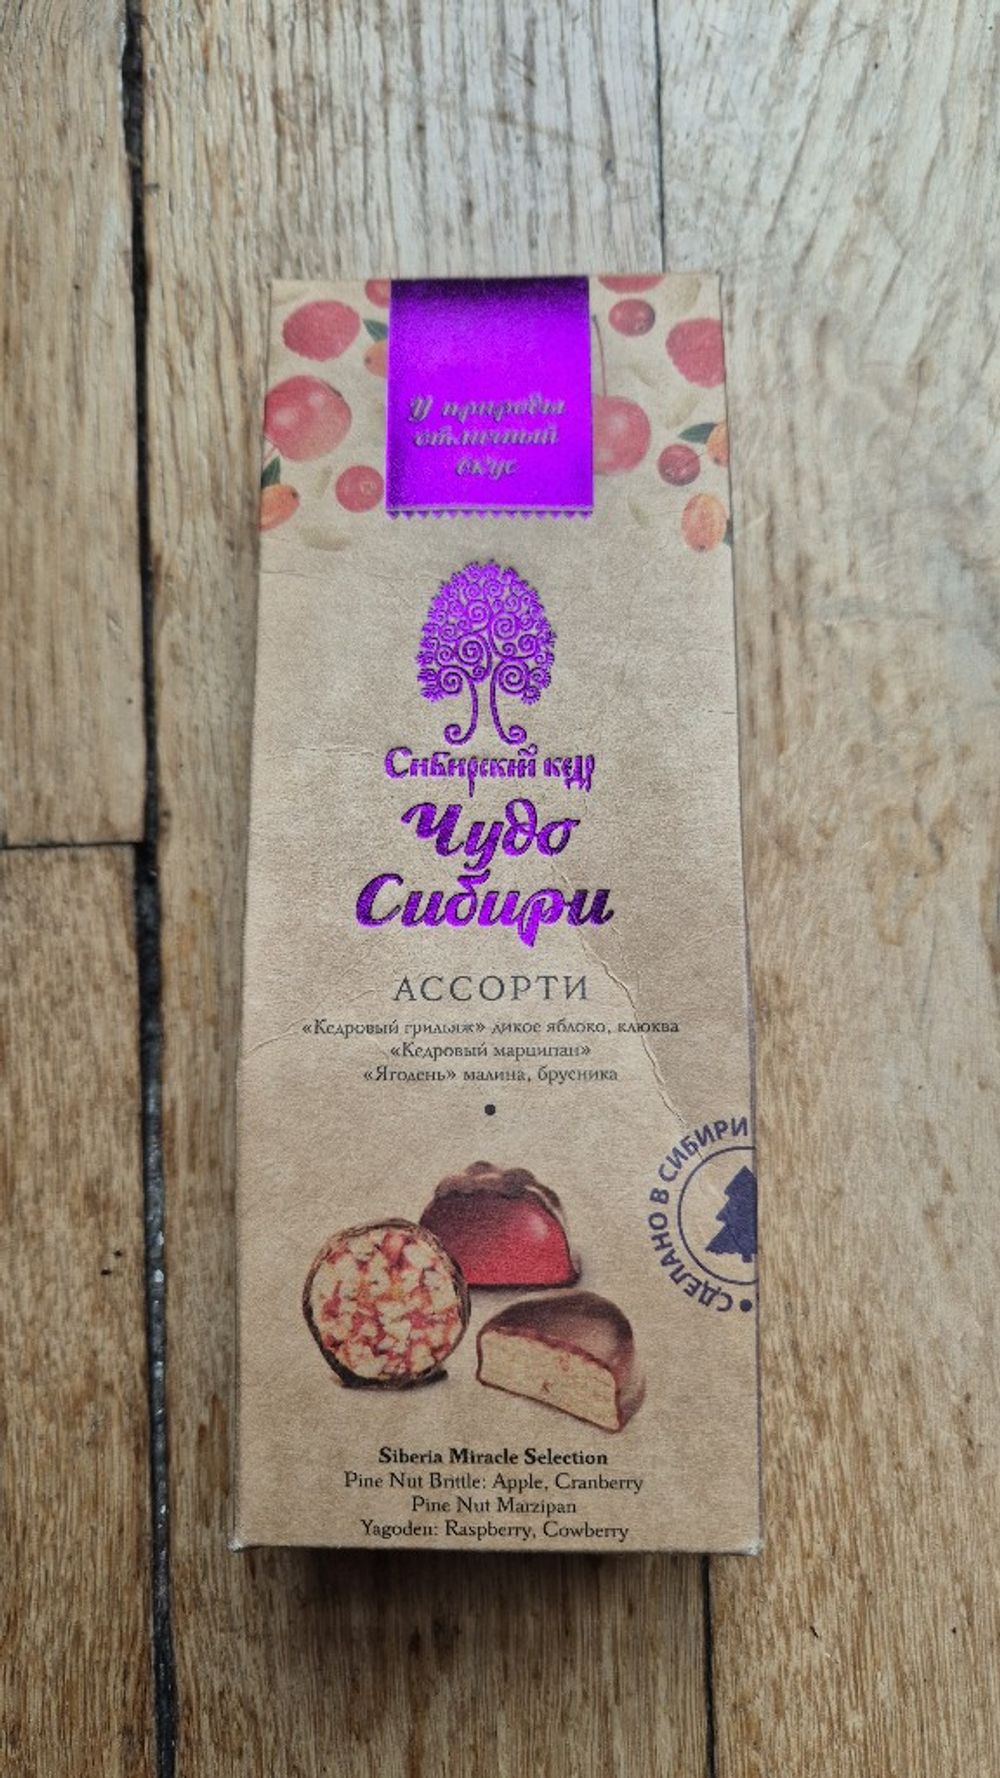 У природы
отличный
вкус
Сибирский кедр
Чудо
Сибири
АССОРТИ
«Кедровый грильяж» дикое яблоко, клюква
«Кедровый марципан»
«Ягодень» малина, брусника
СДЕЛАНО В СИБИРИ
Siberia Miracle Selection
Pine Nut Brittle: Apple, Cranberry
Pine Nut Marzipan
Yagoden: Raspberry, Cowberry